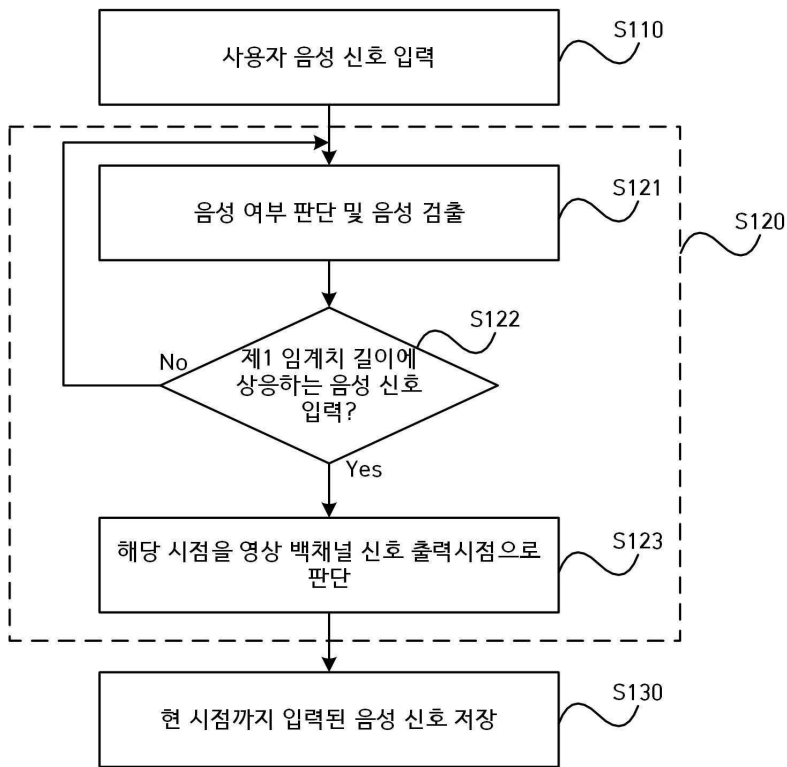 S110
사용자 음성 신호 입력
S121
음성 여부 판단 및 음성 검출
S120
S122
No
제1 임계치 길이에
상응하는 음성 신호
입력?
Yes
S123
해당 시점을 영상 백채널 신호 출력시점으로
판단
S130
현 시점까지 입력된 음성 신호 저장